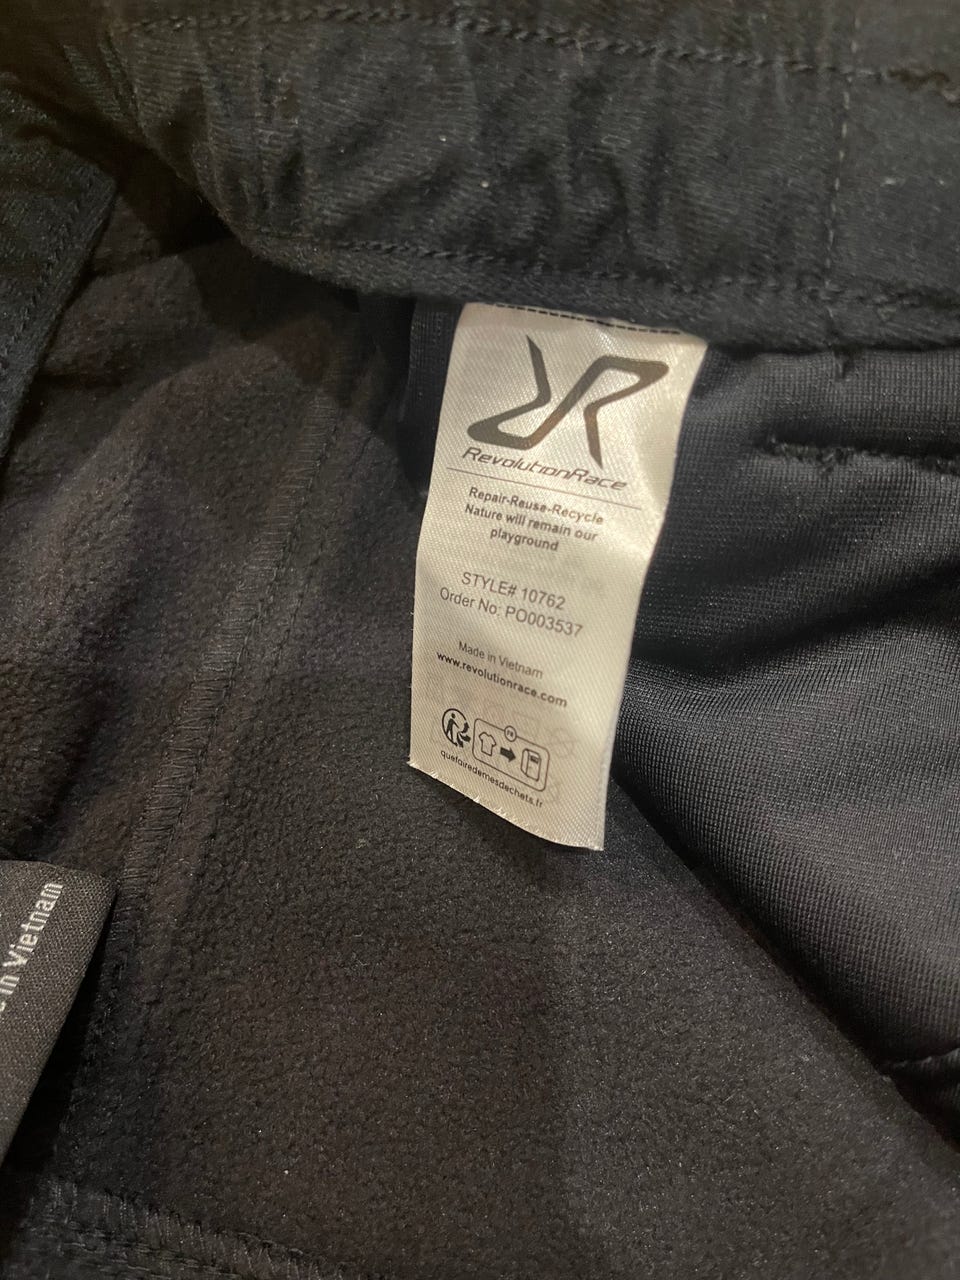 RevolutionRace
Repair-Reuse-Recycle
Nature will remain our
playground
STYLE# 10762
Order No: PO003537
Made in Vietnam
www.revolutionrace.com
FR
quefairedemesdechets.fr
in Vietnam